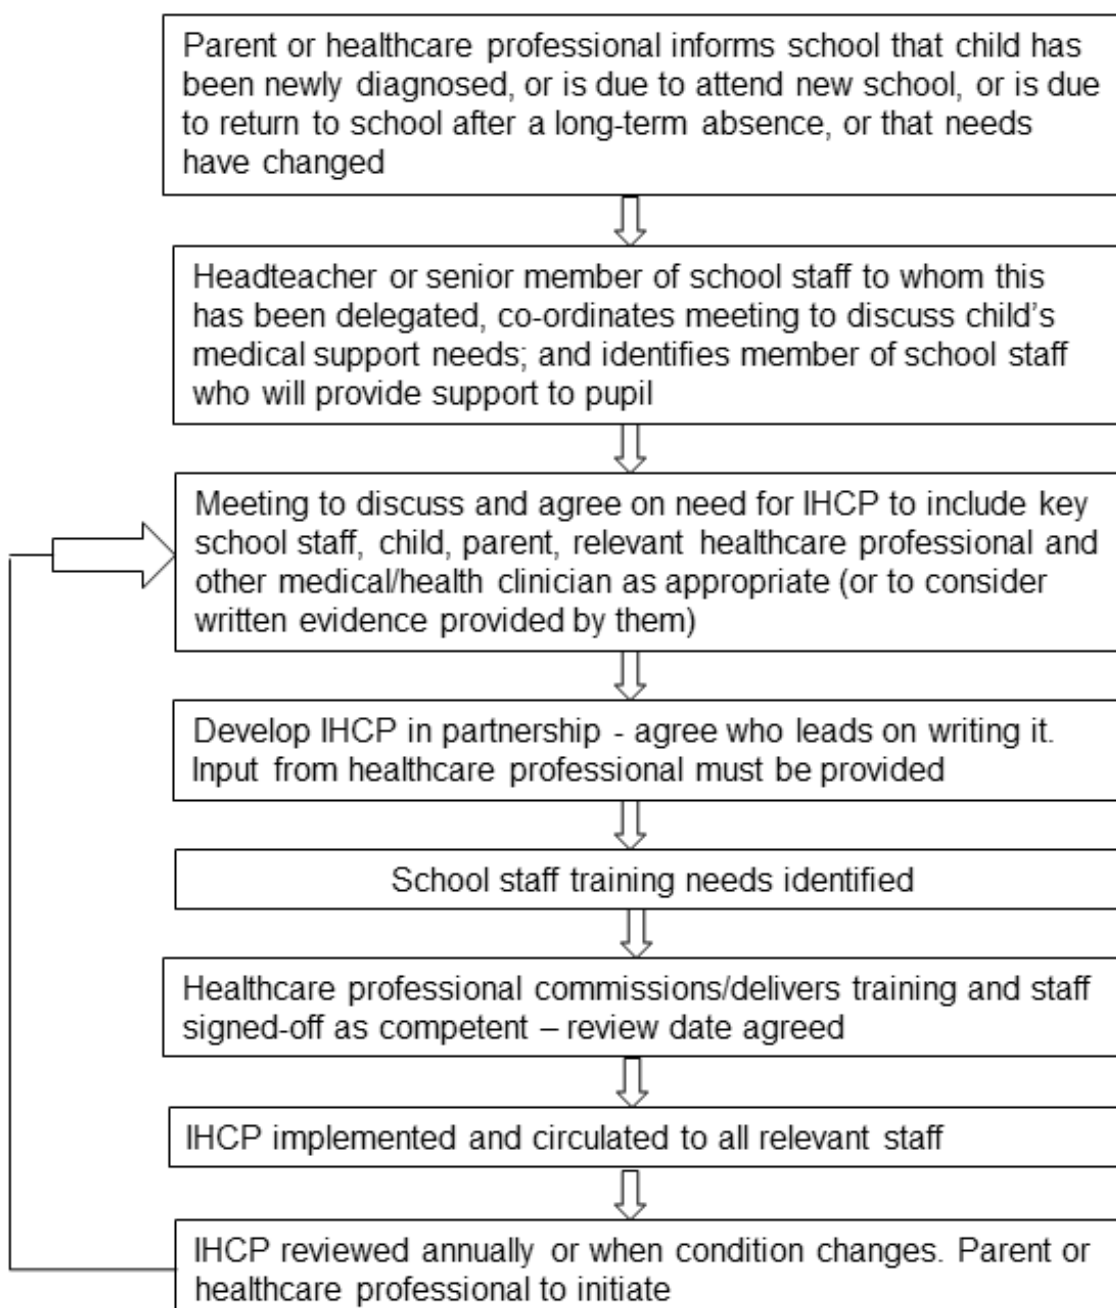 Parent or healthcare professional informs school that child has
been newly diagnosed, or is due to attend new school, or is due
to return to school after a long-term absence, or that needs
have changed
Headteacher or senior member of school staff to whom this
has been delegated, co-ordinates meeting to discuss child's
medical support needs; and identifies member of school staff
who will provide support to pupil
Meeting to discuss and agree on need for IHCP to include key
school staff, child, parent, relevant healthcare professional and
other medical/health clinician as appropriate (or to consider
written evidence provided by them)
Develop IHCP in partnership - agree who leads on writing it.
Input from healthcare professional must be provided
School staff training needs identified
Healthcare professional commissions/delivers training and staff
signed-off as competent – review date agreed
IHCP implemented and circulated to all relevant staff
IHCP reviewed annually or when condition changes. Parent or
healthcare professional to initiate